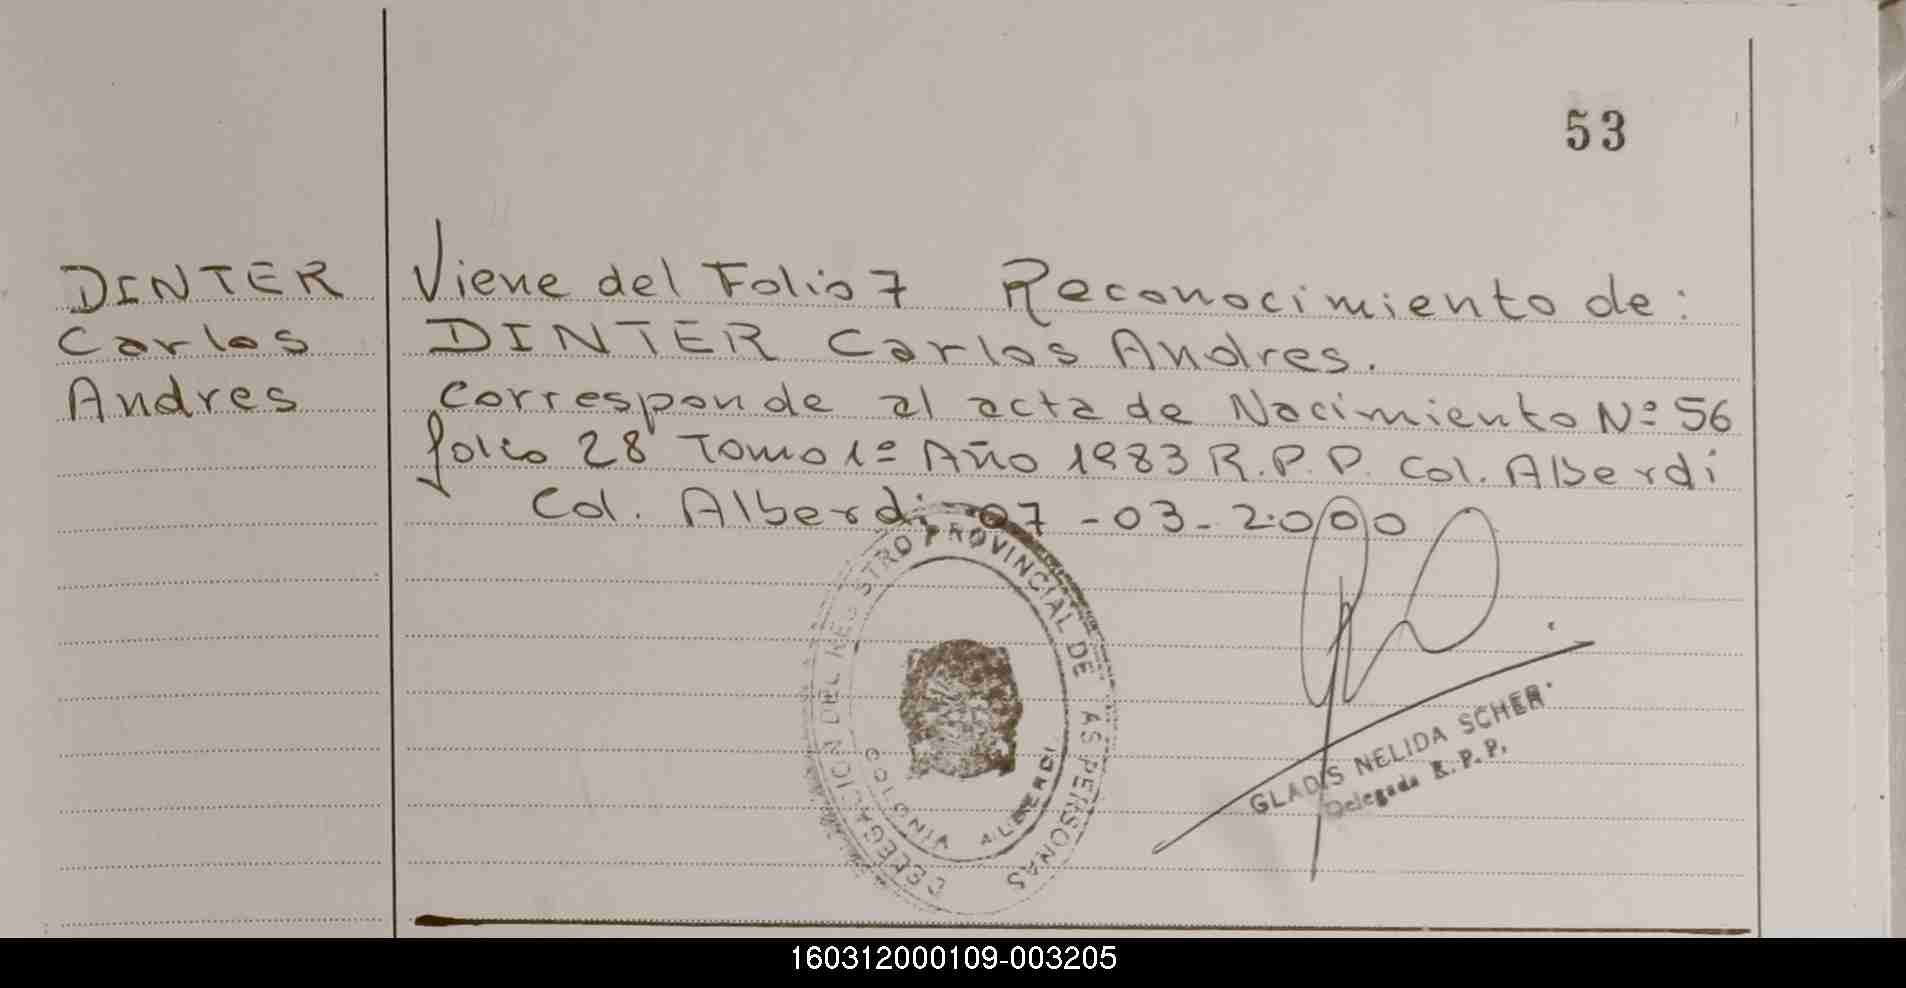 53
DINTER
Carlos
Andres
Viene del Folio 7 Reconocimiento de:
DINTER Carlos Andres.
Corresponde al acta de Nacimiento Nº 56
folio 28 Tomo 1º Año 1983 R.P.P. Col. Alberdi
Col. Alberdi 07-03-2000
DELEGACION DEL REGISTRO PROVINCIAL DE LAS PERSONAS
COLONIA ALBERDI
GLADIS NELIDA SCHER
Delegada R.P.P.
160312000109-003205